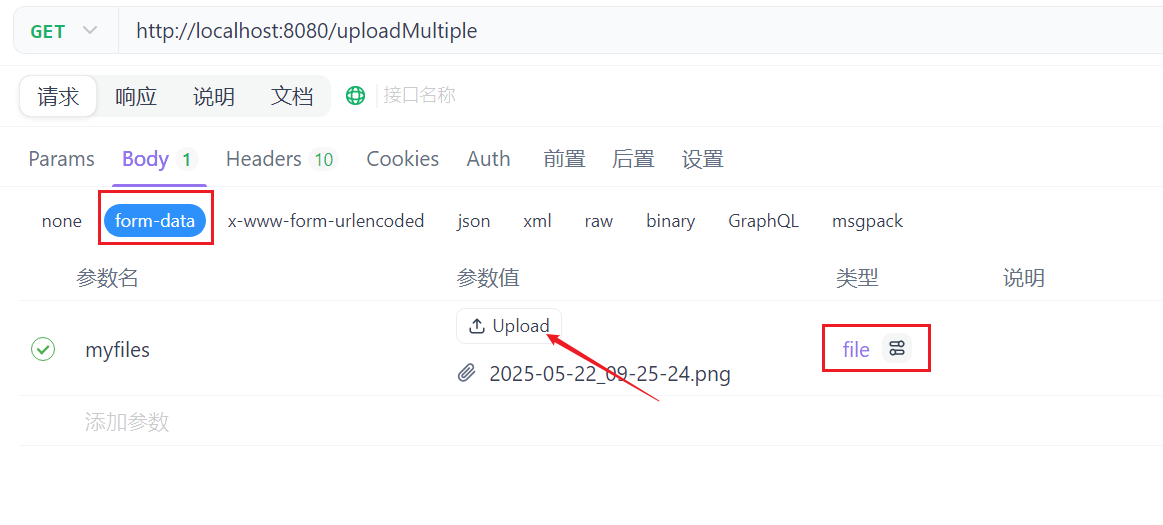 GET http://localhost:8080/uploadMultiple
请求 响应 说明 文档 接口名称
Params Body 1 Headers 10 Cookies Auth 前置 后置 设置
none form-data x-www-form-urlencoded json xml raw binary GraphQL msgpack
参数名 参数值 类型 说明
Upload
myfiles file
2025-05-22_09-25-24.png
添加参数